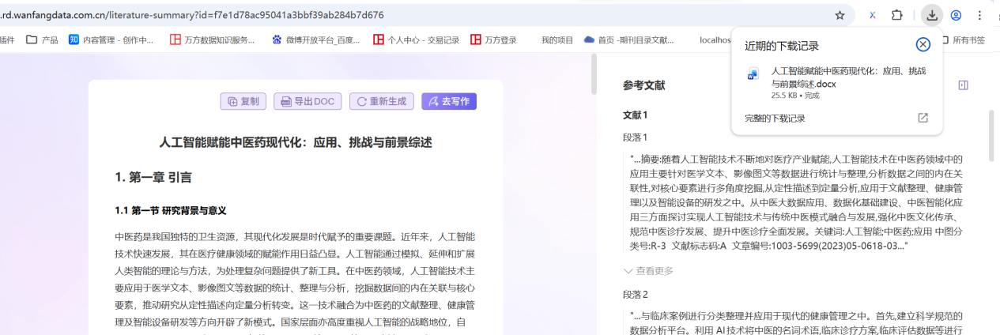 .rd.wanfangdata.com.cn/literature-summary?id=f7e1d78ac95041a3bbf39ab284b7d676
插件
产品
知
内容管理 - 创作中...
万方数据知识服务...
微博开放平台_百度...
个人中心 - 交易记录
万方登录
我的项目
首页 -期刊目录文献...
localhos
所有书签
近期的下载记录
人工智能赋能中医药现代化：应用、挑战
与前景综述.docx
25.5 KB • 完成
完整的下载记录
复制
导出DOC
重新生成
去写作
人工智能赋能中医药现代化：应用、挑战与前景综述
1. 第一章 引言
1.1 第一节 研究背景与意义
中医药是我国独特的卫生资源，其现代化发展是时代赋予的重要课题。近年来，人工智能
技术快速发展，其在医疗健康领域的赋能作用日益凸显。人工智能通过模拟、延伸和扩展
人类智能的理论与方法，为处理复杂问题提供了新工具。在中医药领域，人工智能技术主
要应用于医学文本、影像图文等数据的统计、整理与分析，挖掘数据间的内在关联与核心
要素，推动研究从定性描述向定量分析转变。这一技术融合为中医药的文献整理、健康管
理及智能设备研发等方向开辟了新模式。国家层面亦高度重视人工智能的战略地位，自
参考文献
文献1
段落1
"...摘要:随着人工智能技术不断地对医疗产业赋能,人工智能技术在中医药领域中的
应用主要针对医学文本、影像图文等数据进行统计与整理,分析数据之间的内在关
联性,对核心要素进行多角度挖掘,从定性描述到定量分析,应用于文献整理、健康管
理以及智能设备的研发之中。从中医大数据应用、数据化基础建设、中医智能化应
用三方面探讨实现人工智能技术与传统中医模式融合与发展,强化中医文化传承、
规范中医诊疗发展、提升中医诊疗全面发展。关键词:人工智能;中医药;应用 中图分
类号:R-3 文献标志码:A 文章编号:1003-5699(2023)05-0618-03..."
查看更多
段落2
"...与临床案例进行分类整理并应用于现代的健康管理之中。首先,建立科学规范的
数据分析平台。利用 AI 技术将中医的名词术语,临床诊疗方案,临床评估数据等进行